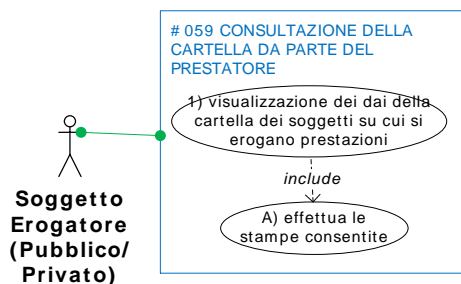 # 059 CONSULTAZIONE DELLA
CARTELLA DA PARTE DEL
PRESTATORE
1) visualizzazione dei dai della
cartella dei soggetti su cui si
erogano prestazioni
include
A) effettua le
stampe consentite
Soggetto
Erogatore
(Pubblico/
Privato)